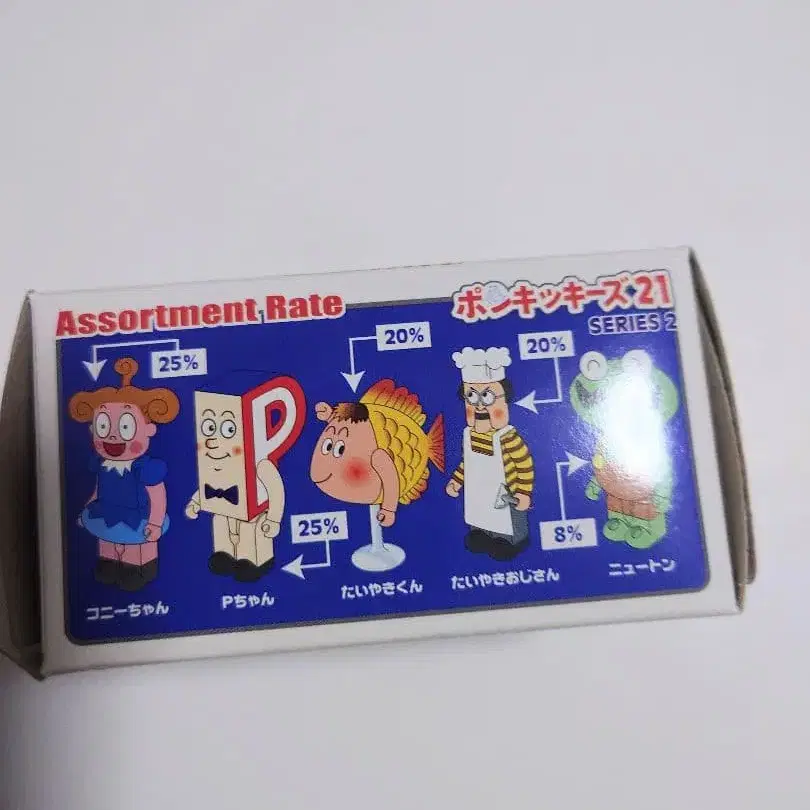 Assortment Rate
ポンキッキーズ 21
SERIES 2
25%
20%
20%
25%
8%
コニーちゃん
Pちゃん
たいやきくん
たいやきおじさん
ニュートン
P